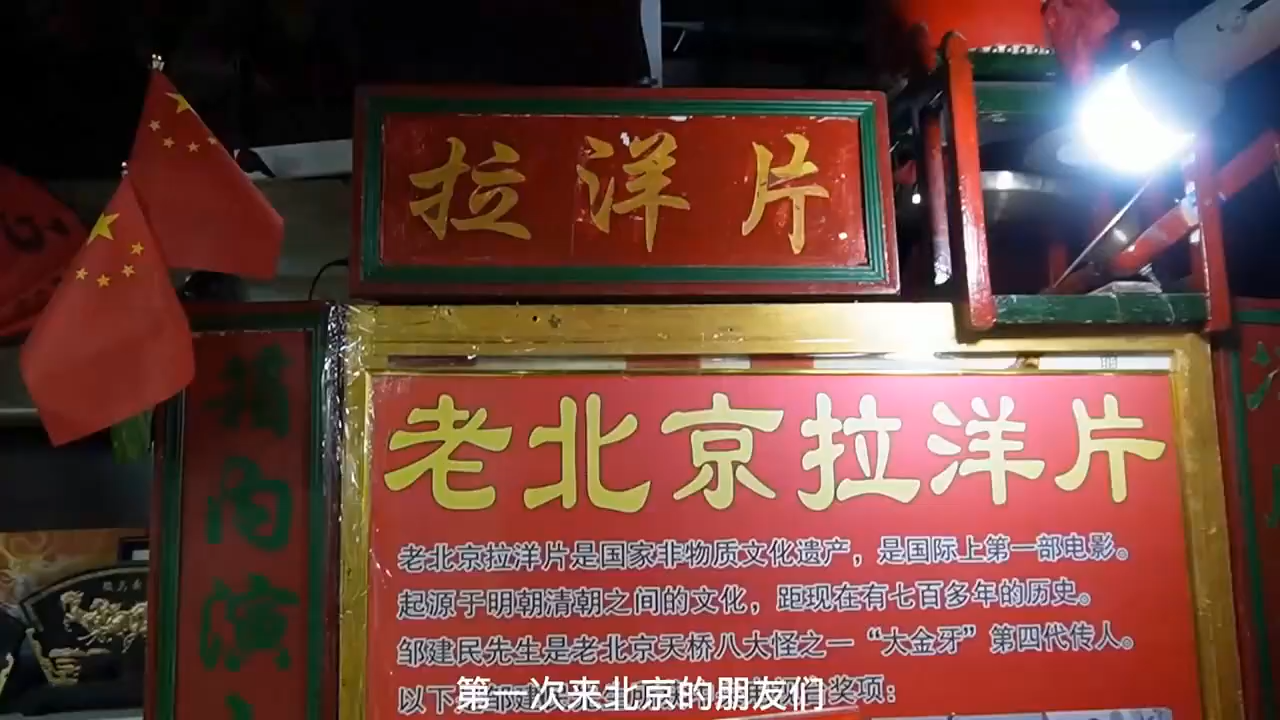 拉洋片
老北京拉洋片
老北京拉洋片是国家非物质文化遗产，是国际上第一部电影。
起源于明朝清朝之间的文化，距现在有七百多年的历史。
邹建民先生是老北京天桥八大怪之一“大金牙”第四代传人。
以下是邹建
奖项：
内演
第一次来北京的朋友们